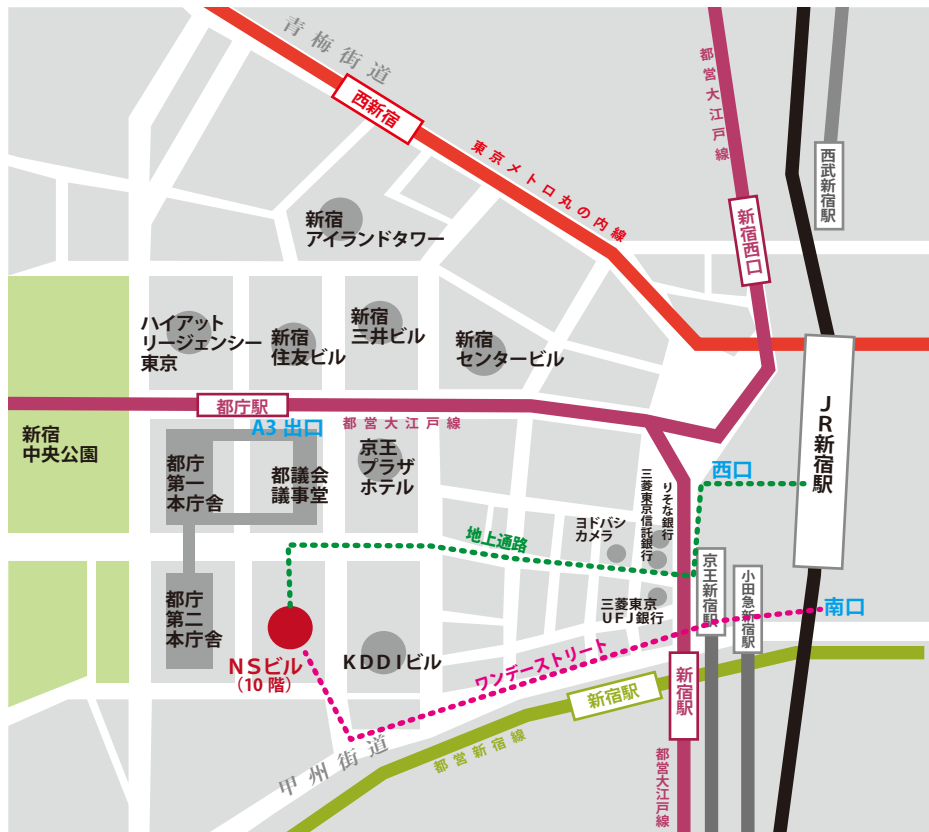 青梅街道
西新宿
東京メトロ丸の内線
都営大江戸線
西武新宿駅
新宿西口
新宿
アイランドタワー
ハイアット
リージェンシー
東京
新宿
住友ビル
新宿
三井ビル
新宿
センタービル
JR新宿駅
都庁駅
都営大江戸線
A3 出口
新宿
中央公園
都庁
第一
本庁舎
都議会
議事堂
京王
プラザ
ホテル
西口
りそな銀行
三菱東京信託銀行
ヨドバシ
カメラ
地上通路
京王新宿駅
小田急新宿駅
三菱東京
UFJ銀行
南口
都庁
第二
本庁舎
NSビル
(10 階)
KDDIビル
ワンデーストリート
新宿駅
新宿駅
都営新宿線
甲州街道
都営大江戸線